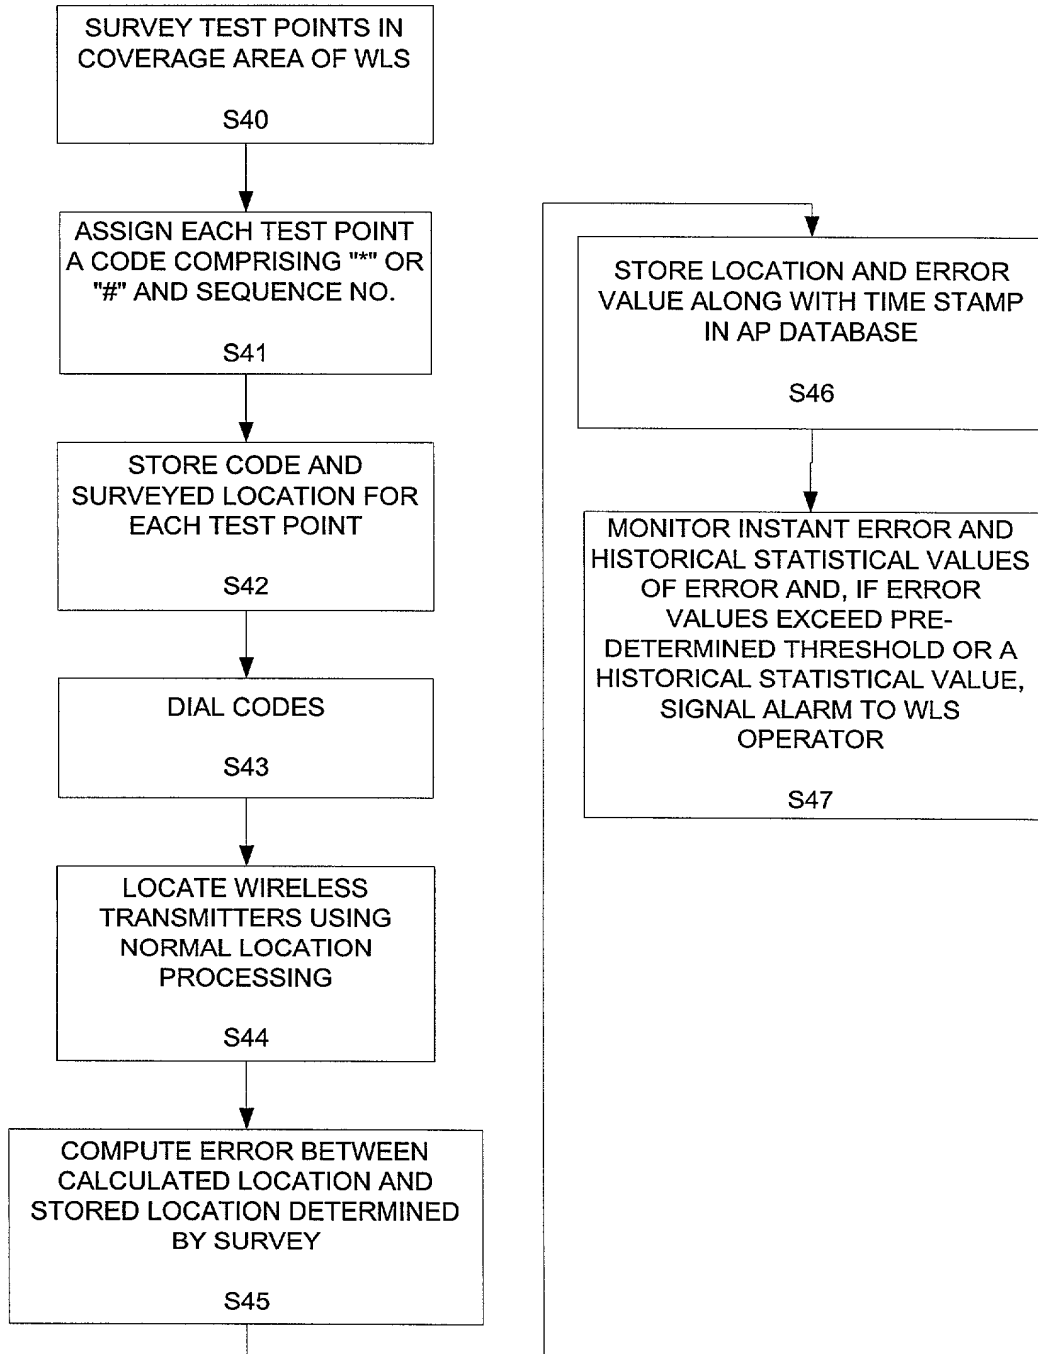 SURVEY TEST POINTS IN
COVERAGE AREA OF WLS
S40
ASSIGN EACH TEST POINT
A CODE COMPRISING "*" OR
"#" AND SEQUENCE NO.
S41
STORE CODE AND
SURVEYED LOCATION FOR
EACH TEST POINT
S42
DIAL CODES
S43
LOCATE WIRELESS
TRANSMITTERS USING
NORMAL LOCATION
PROCESSING
S44
COMPUTE ERROR BETWEEN
CALCULATED LOCATION AND
STORED LOCATION DETERMINED
BY SURVEY
S45
STORE LOCATION AND ERROR
VALUE ALONG WITH TIME STAMP
IN AP DATABASE
S46
MONITOR INSTANT ERROR AND
HISTORICAL STATISTICAL VALUES
OF ERROR AND, IF ERROR
VALUES EXCEED PRE-
DETERMINED THRESHOLD OR A
HISTORICAL STATISTICAL VALUE,
SIGNAL ALARM TO WLS
OPERATOR
S47